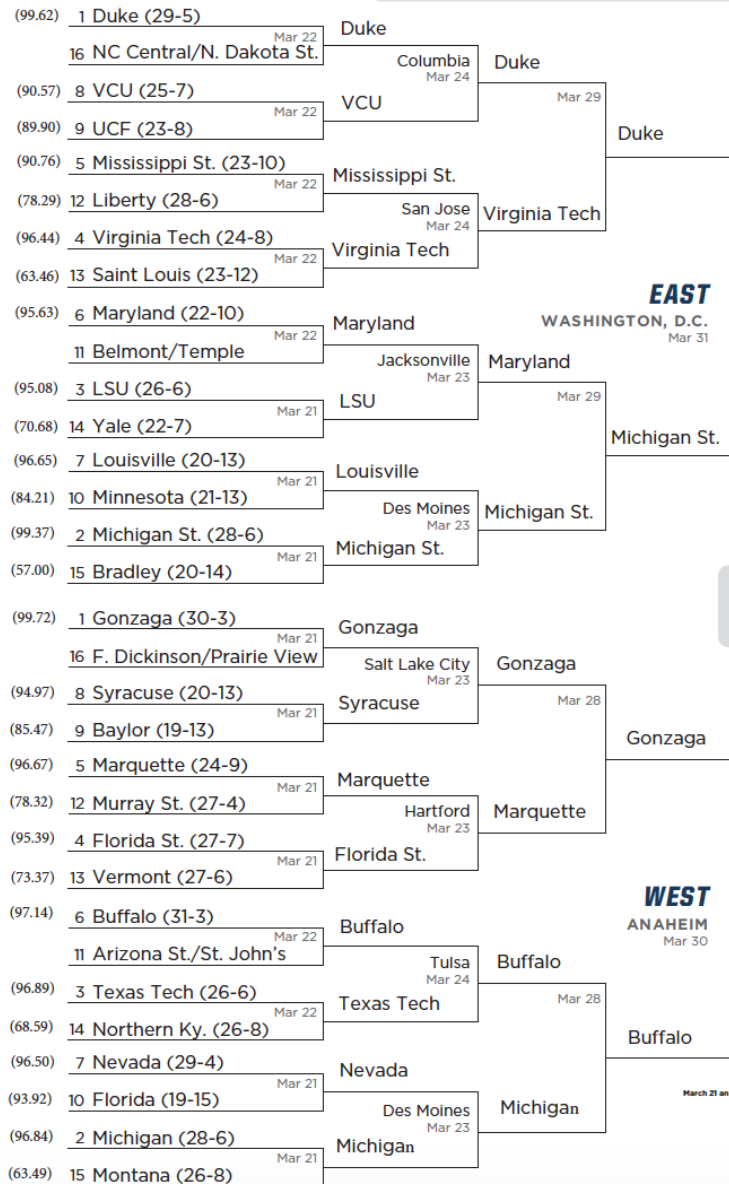 (99.62) 1 Duke (29-5)
Mar 22
Duke
16 NC Central/N. Dakota St.
Columbia
Mar 24
Duke
(90.57) 8 VCU (25-7)
Mar 22
VCU
Mar 29
(89.90) 9 UCF (23-8)
Duke
(90.76) 5 Mississippi St. (23-10)
Mar 22
Mississippi St.
(78.29) 12 Liberty (28-6)
San Jose
Mar 24
Virginia Tech
(96.44) 4 Virginia Tech (24-8)
Mar 22
Virginia Tech
(63.46) 13 Saint Louis (23-12)
EAST
WASHINGTON, D.C.
Mar 31
(95.63) 6 Maryland (22-10)
Mar 22
Maryland
11 Belmont/Temple
Jacksonville
Mar 23
Maryland
(95.08) 3 LSU (26-6)
Mar 21
LSU
Mar 29
(70.68) 14 Yale (22-7)
Michigan St.
(96.65) 7 Louisville (20-13)
Mar 21
Louisville
(84.21) 10 Minnesota (21-13)
Des Moines
Mar 23
Michigan St.
(99.37) 2 Michigan St. (28-6)
Mar 21
Michigan St.
(57.00) 15 Bradley (20-14)
(99.72) 1 Gonzaga (30-3)
Mar 21
Gonzaga
16 F. Dickinson/Prairie View
Salt Lake City
Mar 23
Gonzaga
(94.97) 8 Syracuse (20-13)
Mar 21
Syracuse
Mar 28
(85.47) 9 Baylor (19-13)
Gonzaga
(96.67) 5 Marquette (24-9)
Mar 21
Marquette
(78.32) 12 Murray St. (27-4)
Hartford
Mar 23
Marquette
(95.39) 4 Florida St. (27-7)
Mar 21
Florida St.
(73.37) 13 Vermont (27-6)
WEST
ANAHEIM
Mar 30
(97.14) 6 Buffalo (31-3)
Mar 22
Buffalo
11 Arizona St./St. John's
Tulsa
Mar 24
Buffalo
(96.89) 3 Texas Tech (26-6)
Mar 22
Texas Tech
Mar 28
(68.59) 14 Northern Ky. (26-8)
Buffalo
(96.50) 7 Nevada (29-4)
Mar 21
Nevada
(93.92) 10 Florida (19-15)
Des Moines
Mar 23
Michigan
March 21 an
(96.84) 2 Michigan (28-6)
Mar 21
Michigan
(63.49) 15 Montana (26-8)